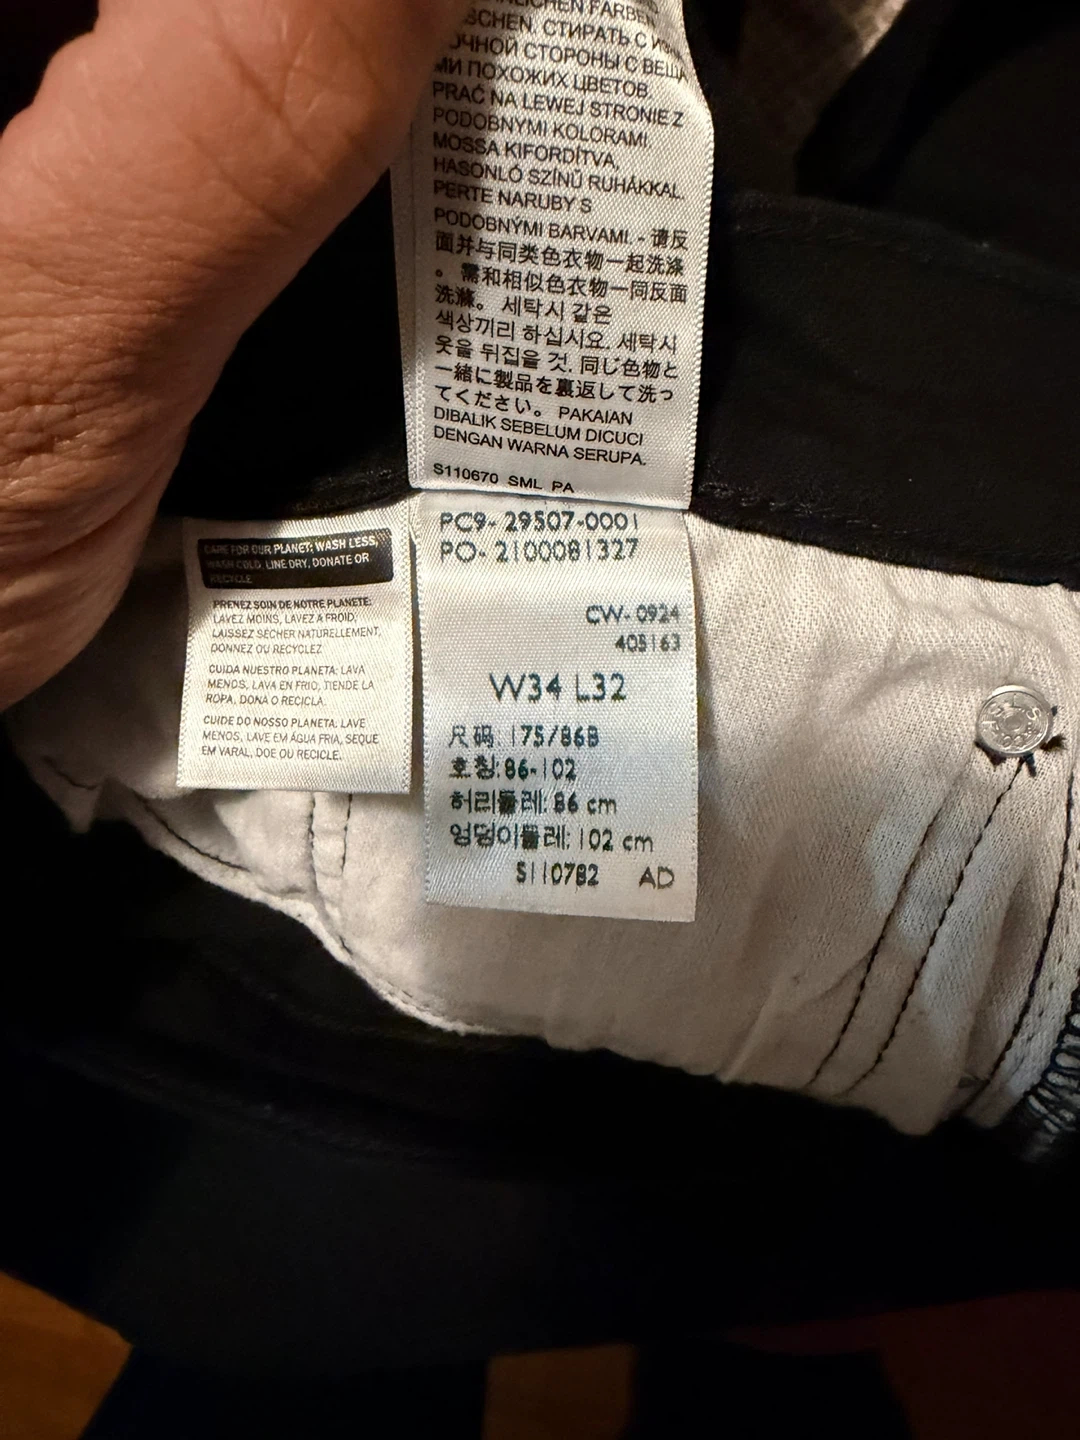 FARBEN
STIРАТЬ С
СТОРОНЫ С ВЕЩА
МИ ПОХОЖИХ ЦВЕТОВ.
PRAĆ NA LEWEJ STRONIE Z
PODOBNYMI KOLORAMI.
MOSSA KIFORDÍTVA,
HASONLÓ SZÍNŰ RUHÁKKAL.
PERTE NARUBY S
PODOBNÝMI BARVAMI. - 请反
面并与同类色衣物一起洗涤
。 需和相似色衣物一同反面
洗滌。 세탁시 같은
색상끼리 하십시요. 세탁시
옷을 뒤집을 것. 同じ色物と
一緒に製品を裏返して洗っ
てください。 PAKAIAN
DIBALIK SEBELUM DICUCI
DENGAN WARNA SERUPA.
S110670 SML PA
CARE FOR OUR PLANET: WASH LESS,
WASH COLD, LINE DRY, DONATE OR
RECYCLE
PRENEZ SOIN DE NOTRE PLANÈTE:
LAVEZ MOINS, LAVEZ À FROID,
LAISSEZ SÉCHER NATURELLEMENT,
DONNEZ OU RECYCLEZ
CUIDA NUESTRO PLANETA: LAVA
MENOS, LAVA EN FRÍO, TIENDE LA
ROPA, DONA O RECICLA.
CUIDE DO NOSSO PLANETA. LAVE
MENOS, LAVE EM ÁGUA FRIA, SEQUE
EM VARAL, DOE OU RECICLE.
PC9-29507-0001
PO-2100081327
CW-0924
405163
W34 L32
尺码: 175/86B
호칭: 86-102
허리둘레: 86 cm
엉덩이둘레: 102 cm
S110782 AD